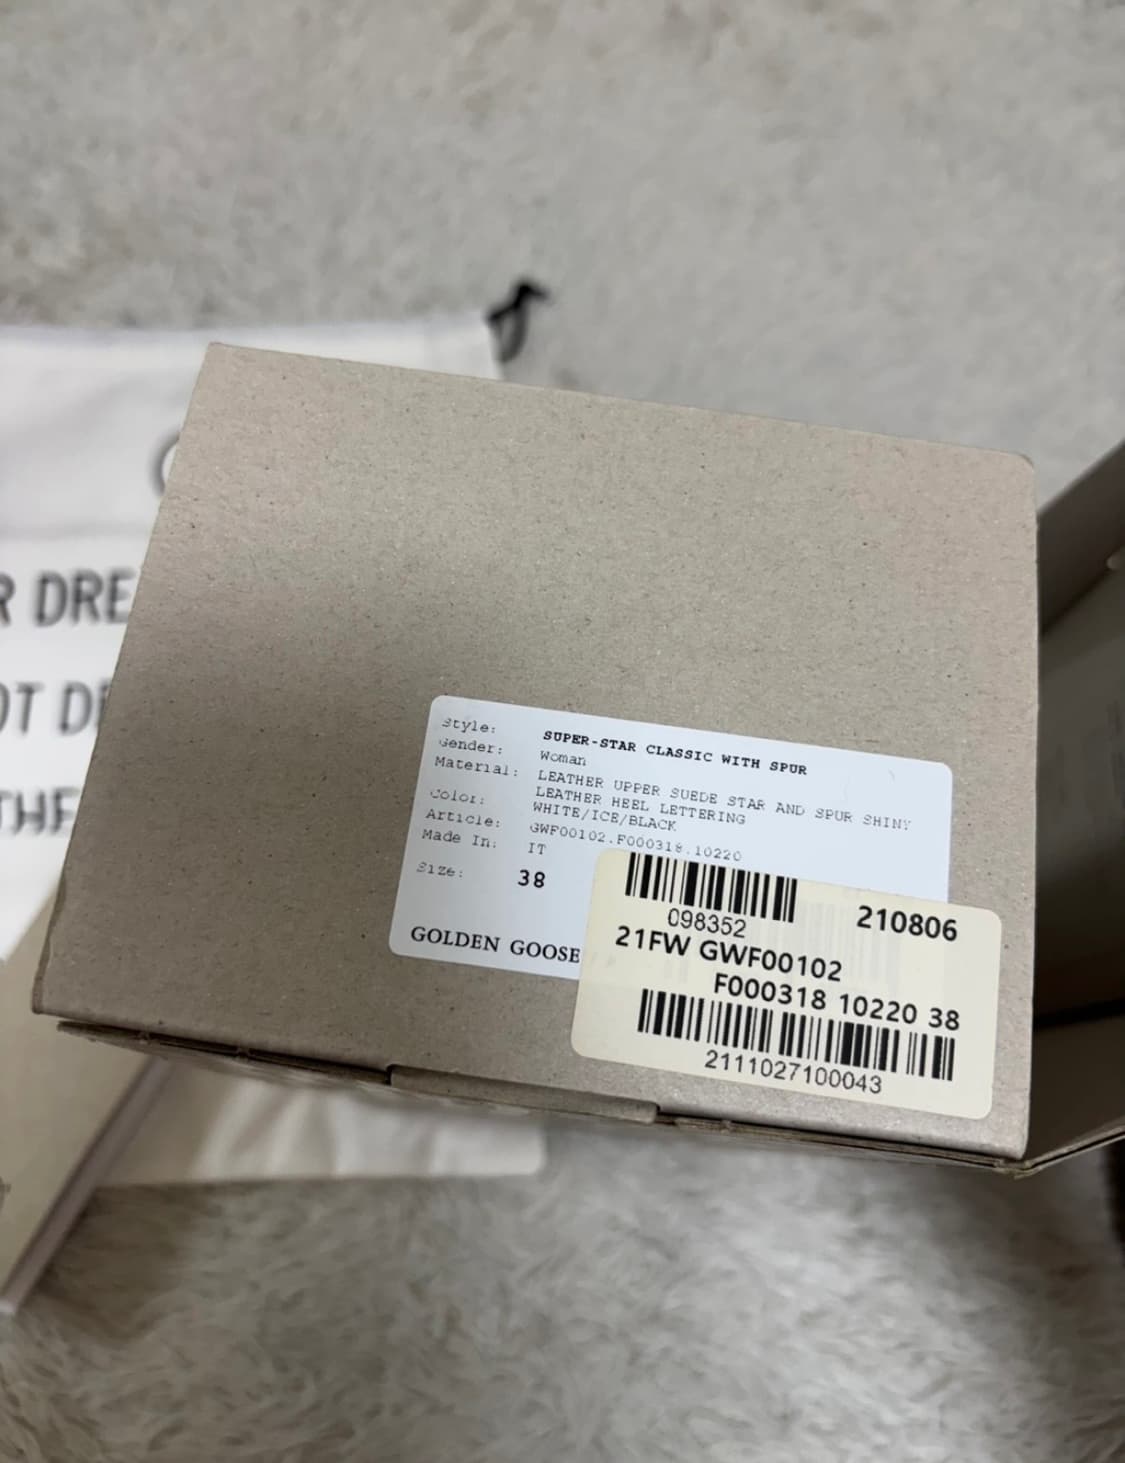 R DRE
OT D
THE
Style: SUPER-STAR CLASSIC WITH SPUR
Gender: Woman
Material: LEATHER UPPER SUEDE STAR AND SPUR SHINY
LEATHER HEEL LETTERING
Color: WHITE/ICE/BLACK
Article: GWF00102.F000318.10220
Made In: IT
Size: 38
GOLDEN GOOSE
098352 210806
21FW GWF00102
F000318 10220 38
2111027100043